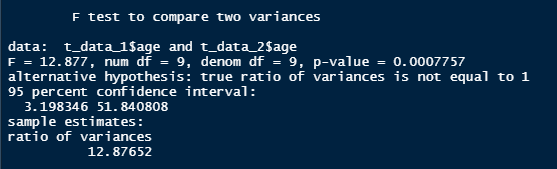 F test to compare two variances
data:  t_data_1$age and t_data_2$age
F = 12.877, num df = 9, denom df = 9, p-value = 0.0007757
alternative hypothesis: true ratio of variances is not equal to 1
95 percent confidence interval:
3.198346 51.840808
sample estimates:
ratio of variances
12.87652